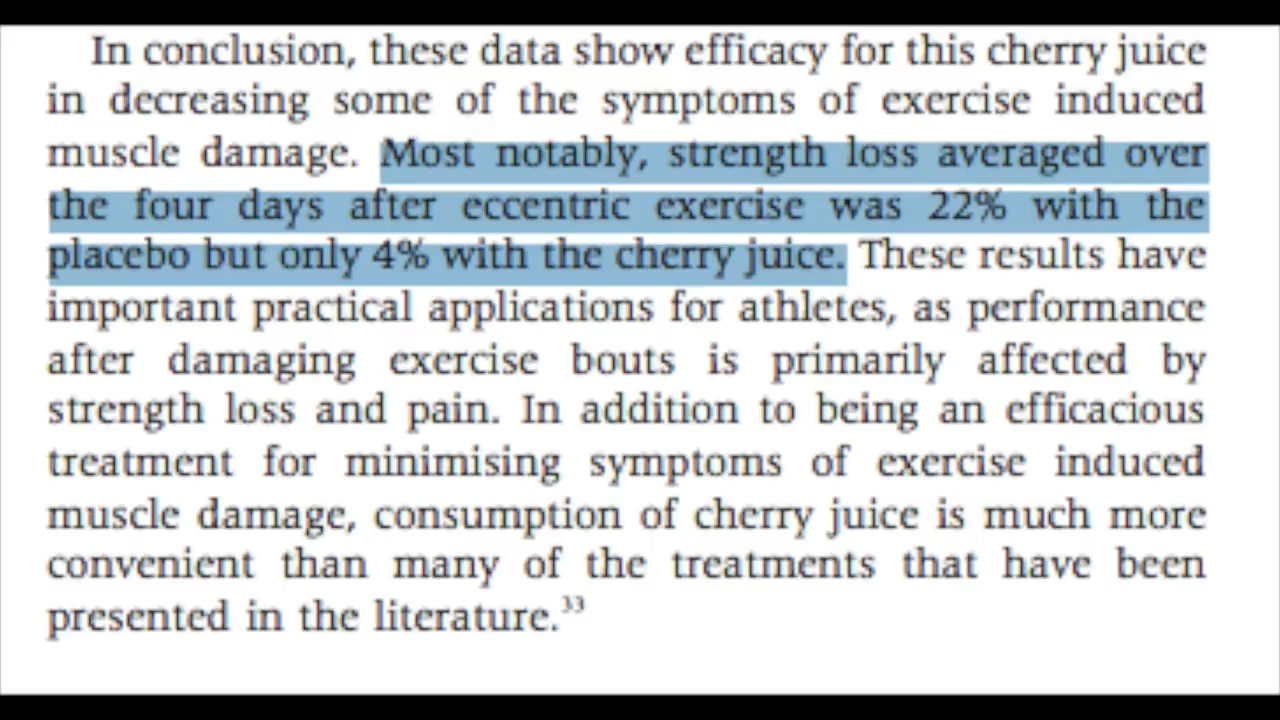 In conclusion, these data show efficacy for this cherry juice
in decreasing some of the symptoms of exercise induced
muscle damage. Most notably, strength loss averaged over
the four days after eccentric exercise was 22% with the
placebo but only 4% with the cherry juice. These results have
important practical applications for athletes, as performance
after damaging exercise bouts is primarily affected by
strength loss and pain. In addition to being an efficacious
treatment for minimising symptoms of exercise induced
muscle damage, consumption of cherry juice is much more
convenient than many of the treatments that have been
presented in the literature.³³